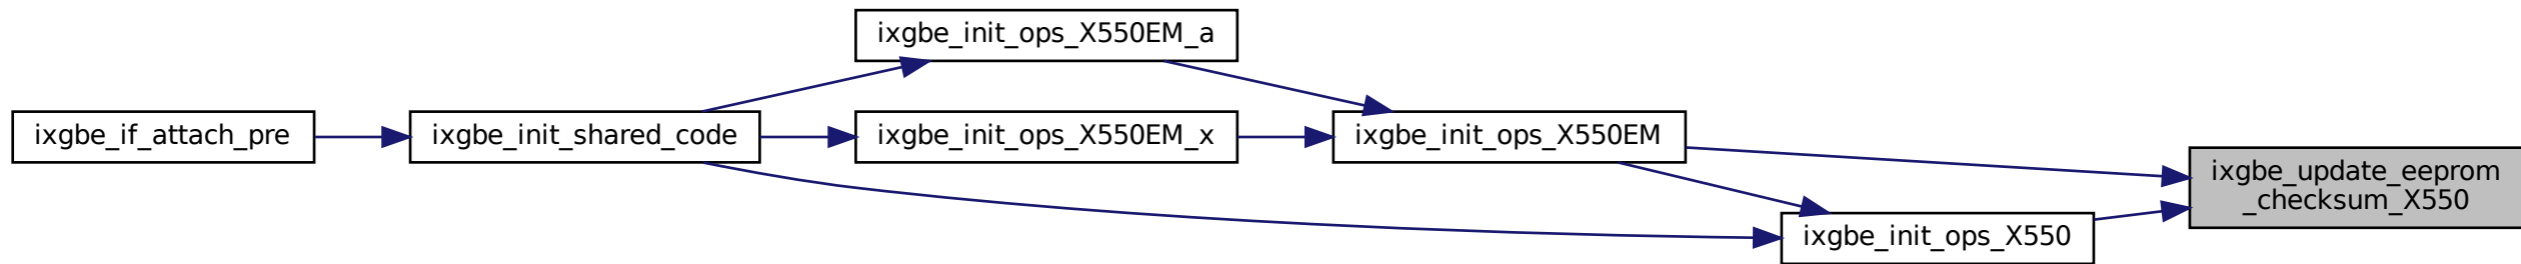 ixgbe_init_ops_X550EM_a
ixgbe_if_attach_pre
ixgbe_init_shared_code
ixgbe_init_ops_X550EM_x
ixgbe_init_ops_X550EM
ixgbe_update_eeprom
_checksum_X550
ixgbe_init_ops_X550